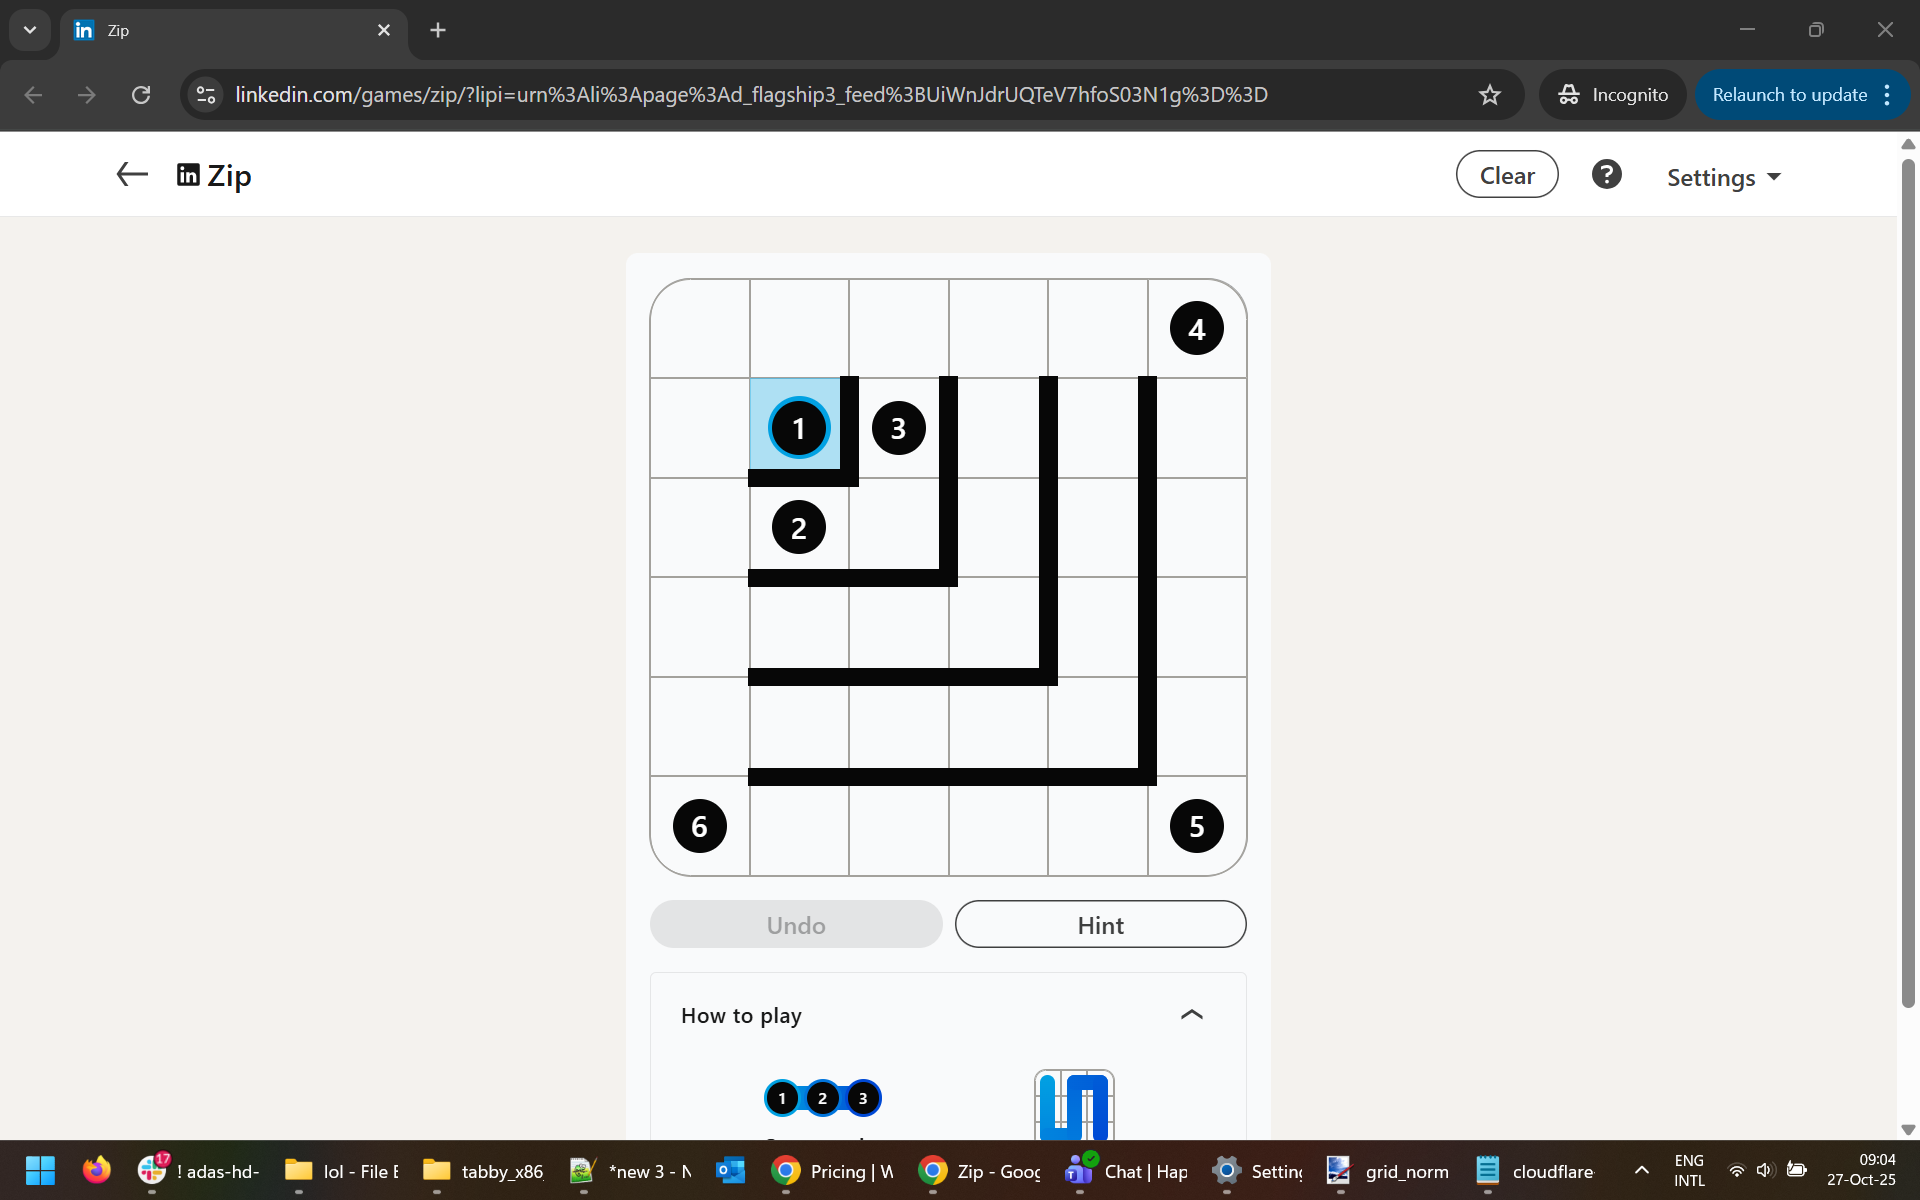 Zip
linkedin.com/games/zip/?lipi=urn%3Ali%3Apage%3Ad_flagship3_feed%3BUiWnJdrUQTeV7hfoS03N1g%3D%3D
Incognito
Relaunch to update
in Zip
Clear
?
Settings
4
1
3
2
6
5
Undo
Hint
How to play
1 2 3
17
! adas-hd-
lol - File E
tabby_x86
*new 3 - N
Pricing | W
Zip - Goog
Chat | Hap
Setting
grid_norm
cloudflare
ENG
INTL
09:04
27-Oct-25